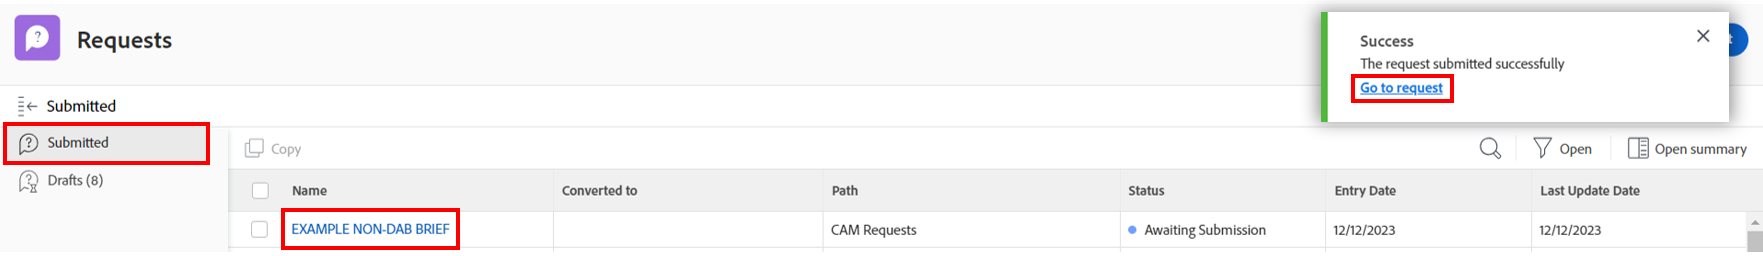 Requests
Success
The request submitted successfully
Go to request
Submitted
Submitted
Drafts (8)
Copy
Open
Open summary
Name Converted to Path Status Entry Date Last Update Date
EXAMPLE NON-DAB BRIEF CAM Requests Awaiting Submission 12/12/2023 12/12/2023